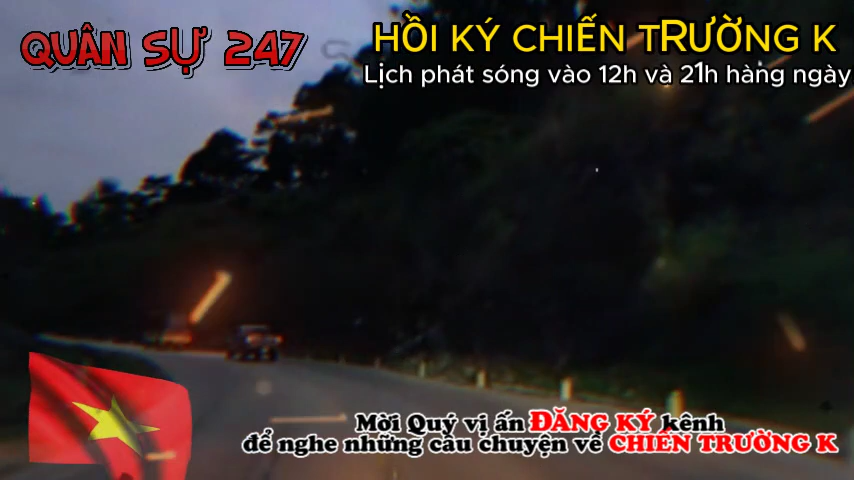 QUÂN SỰ 247
HỒI KÝ CHIẾN TRƯỜNG K
Lịch phát sóng vào 12h và 21h hàng ngày
Mời Quý vị ấn ĐĂNG KÝ kênh
để nghe những câu chuyện về CHIẾN TRƯỜNG K